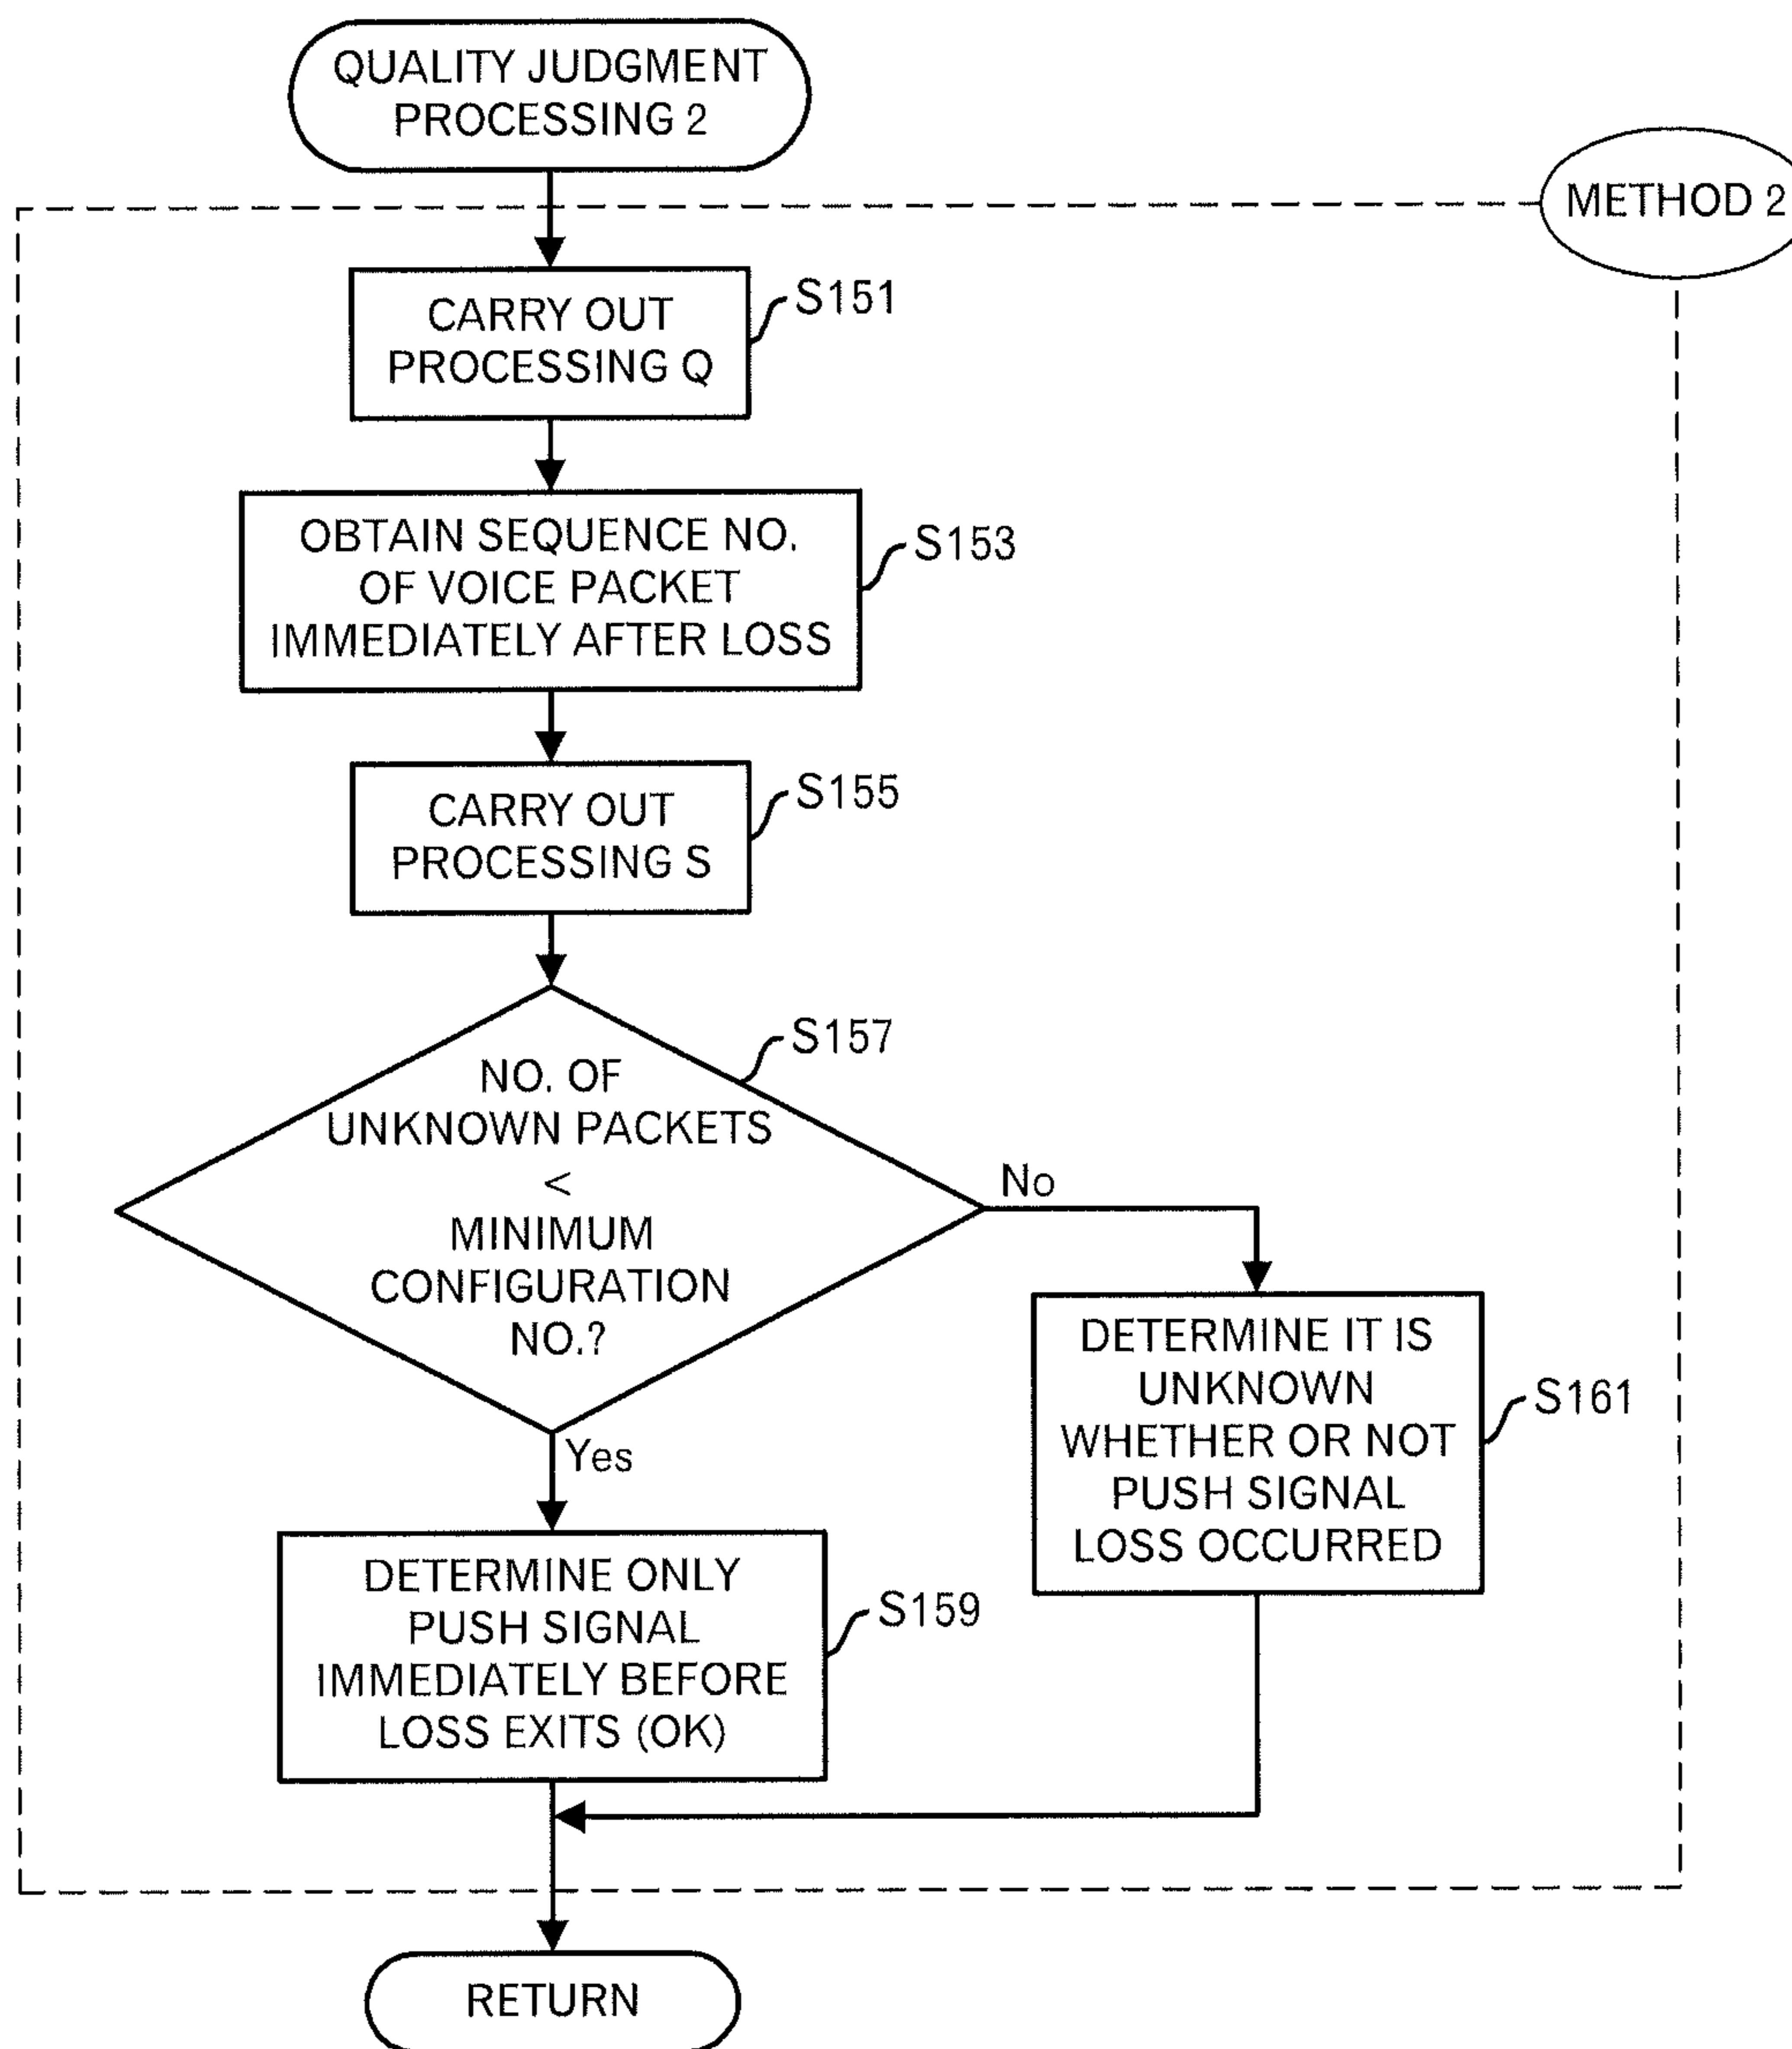 QUALITY JUDGMENT
PROCESSING 2
METHOD 2
CARRY OUT
PROCESSING Q
S151
OBTAIN SEQUENCE NO.
OF VOICE PACKET
IMMEDIATELY AFTER LOSS
S153
CARRY OUT
PROCESSING S
S155
NO. OF
UNKNOWN PACKETS
<
MINIMUM
CONFIGURATION
NO.?
S157
No
Yes
DETERMINE IT IS
UNKNOWN
WHETHER OR NOT
PUSH SIGNAL
LOSS OCCURRED
S161
DETERMINE ONLY
PUSH SIGNAL
IMMEDIATELY BEFORE
LOSS EXITS (OK)
S159
RETURN